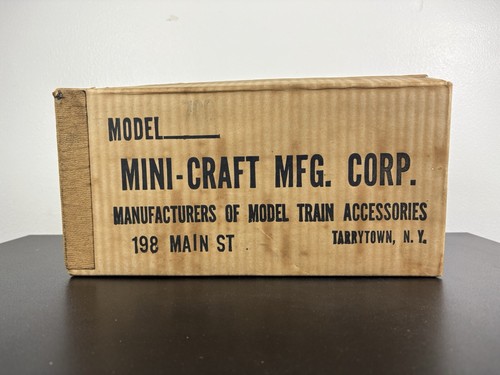 MODEL
MINI-CRAFT MFG. CORP.
MANUFACTURERS OF MODEL TRAIN ACCESSORIES
198 MAIN ST TARRYTOWN, N.Y.